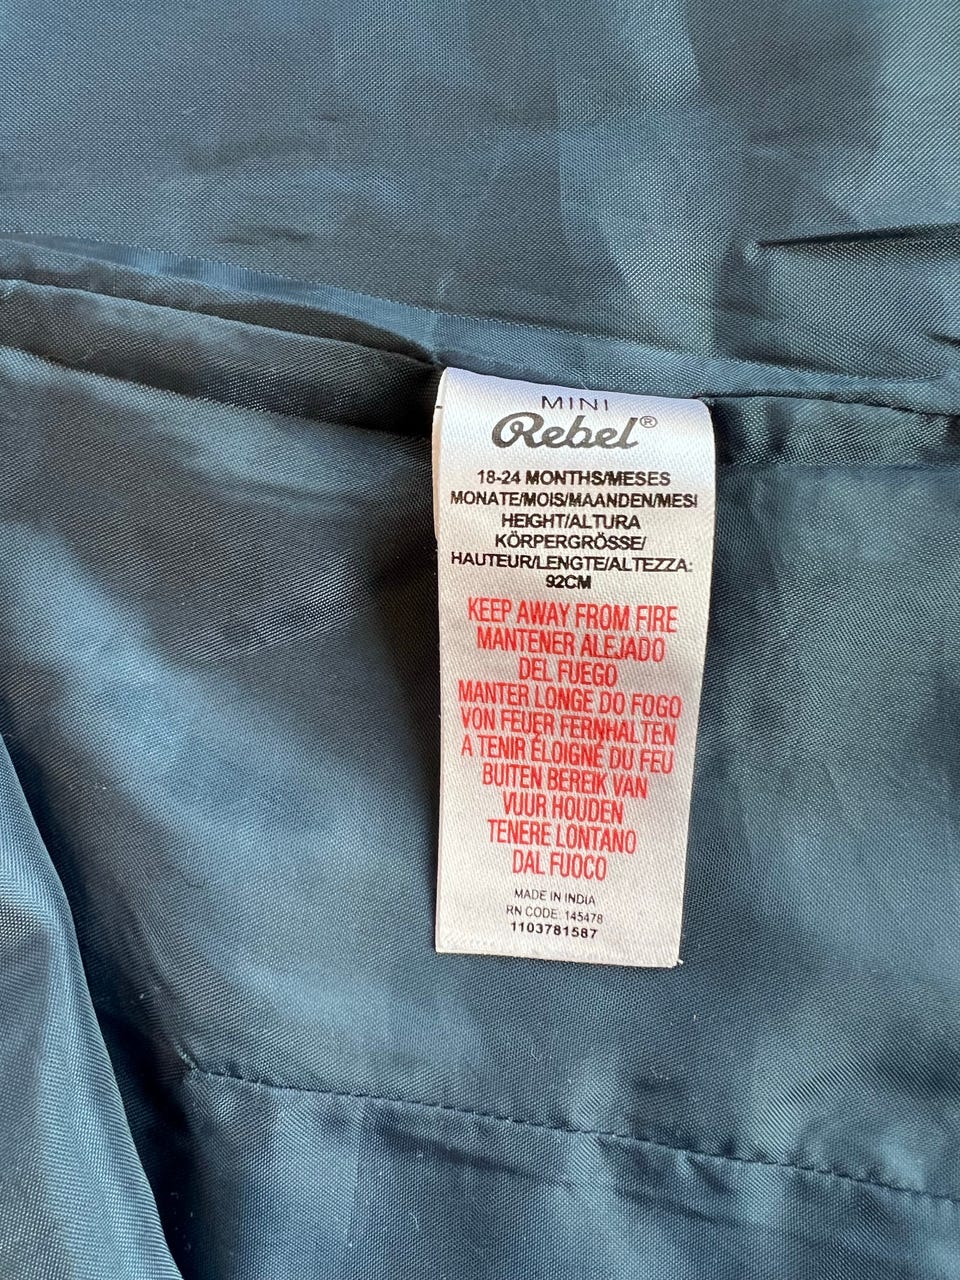 MINI
Rebel®
18-24 MONTHS/MESES
MONATE/MOIS/MAANDEN/MESI
HEIGHT/ALTURA
KÖRPERGRÖSSE/
HAUTEUR/LENGTE/ALTEZZA:
92CM
KEEP AWAY FROM FIRE
MANTENER ALEJADO
DEL FUEGO
MANTER LONGE DO FOGO
VON FEUER FERNHALTEN
A TENIR ÉLOIGNÉ DU FEU
BUITEN BEREIK VAN
VUUR HOUDEN
TENERE LONTANO
DAL FUOCO
MADE IN INDIA
RN CODE: 145478
1103781587